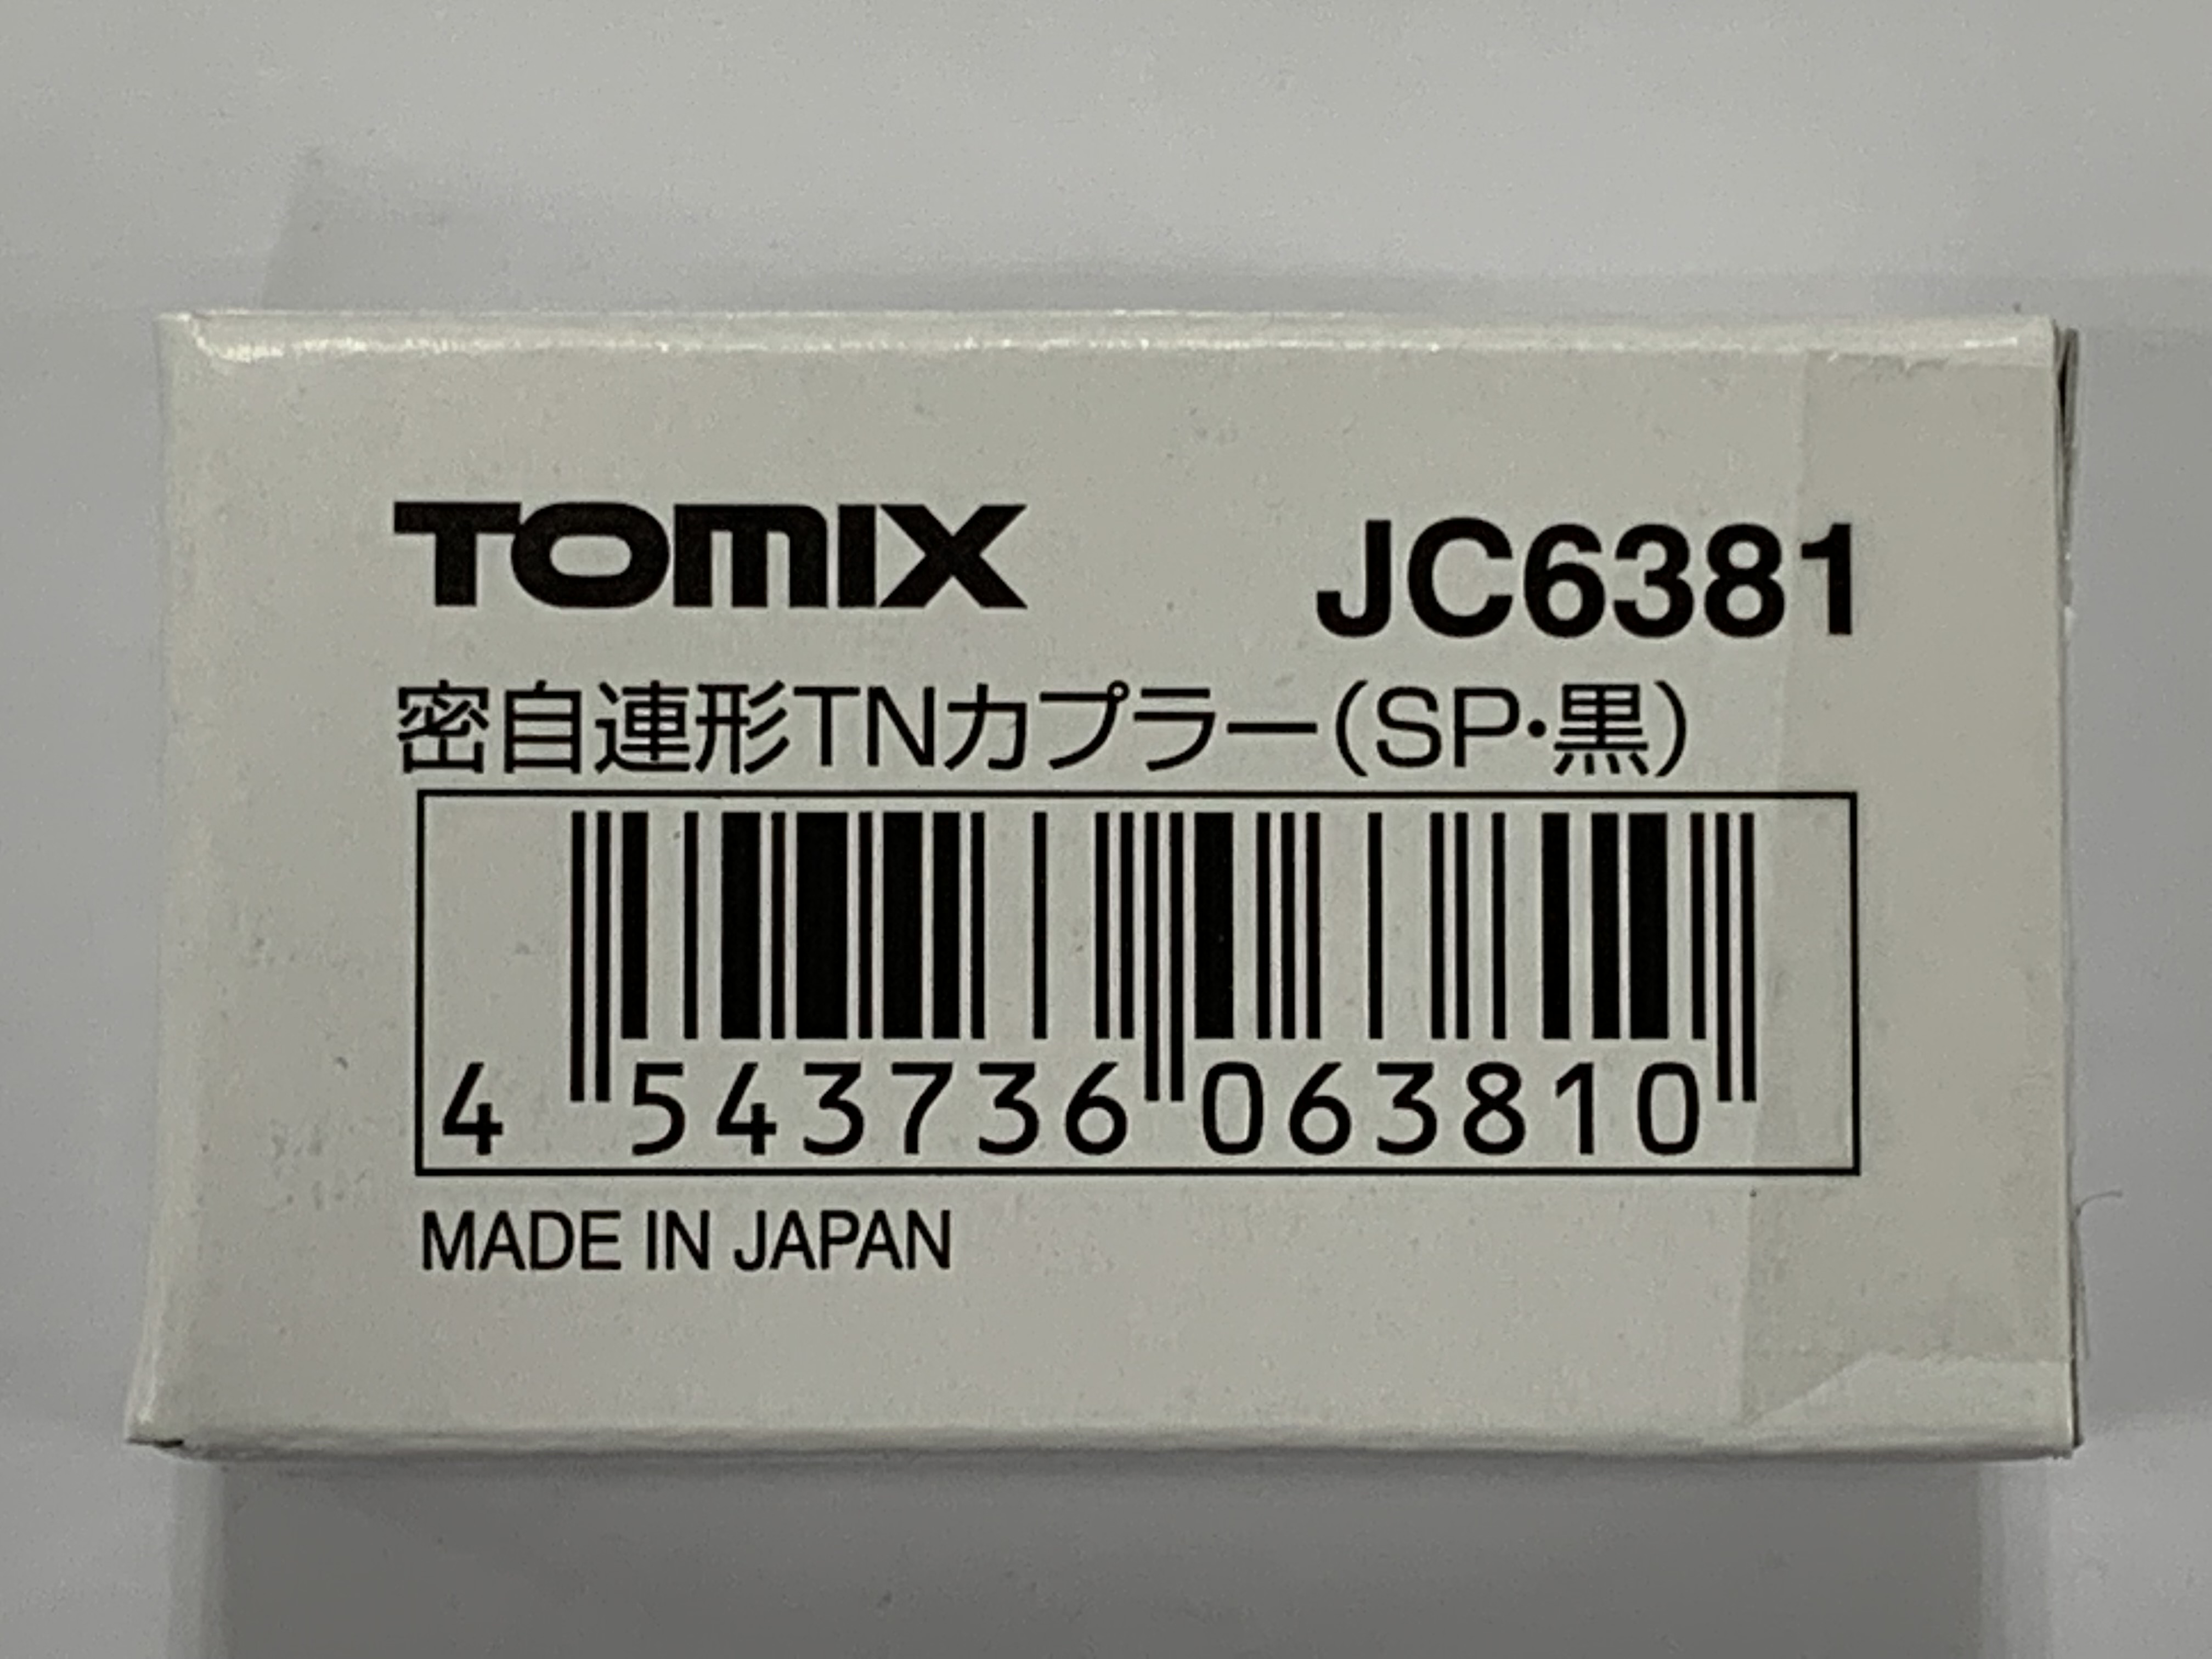 TOMIX JC6381
密自連形TNカプラー(SP・黒)
4 543736 063810
MADE IN JAPAN